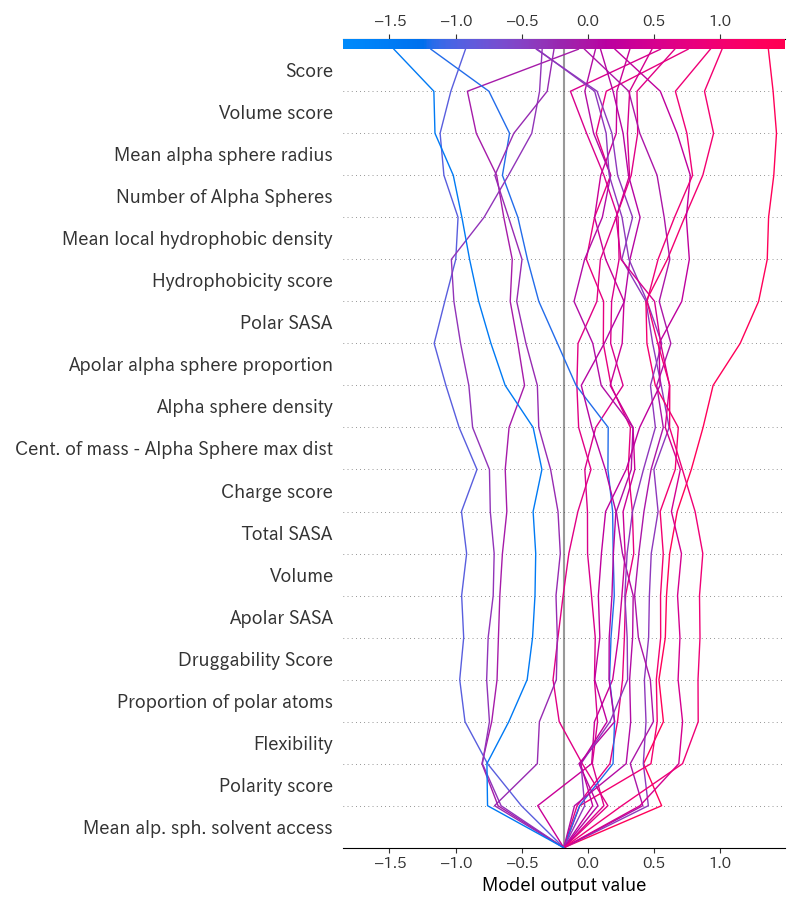 −1.5 −1.0 −0.5 0.0 0.5 1.0
Score
Volume score
Mean alpha sphere radius
Number of Alpha Spheres
Mean local hydrophobic density
Hydrophobicity score
Polar SASA
Apolar alpha sphere proportion
Alpha sphere density
Cent. of mass - Alpha Sphere max dist
Charge score
Total SASA
Volume
Apolar SASA
Druggability Score
Proportion of polar atoms
Flexibility
Polarity score
Mean alp. sph. solvent access
−1.5 −1.0 −0.5 0.0 0.5 1.0
Model output value